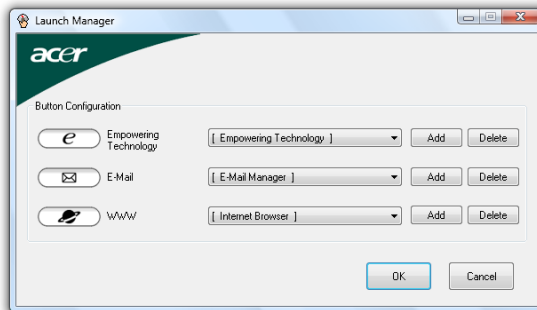 Launch Manager
acer
Button Configuration
e Empowering Technology [ Empowering Technology ] Add Delete
E-Mail [ E-Mail Manager ] Add Delete
WWW [ Internet Browser ] Add Delete
OK Cancel